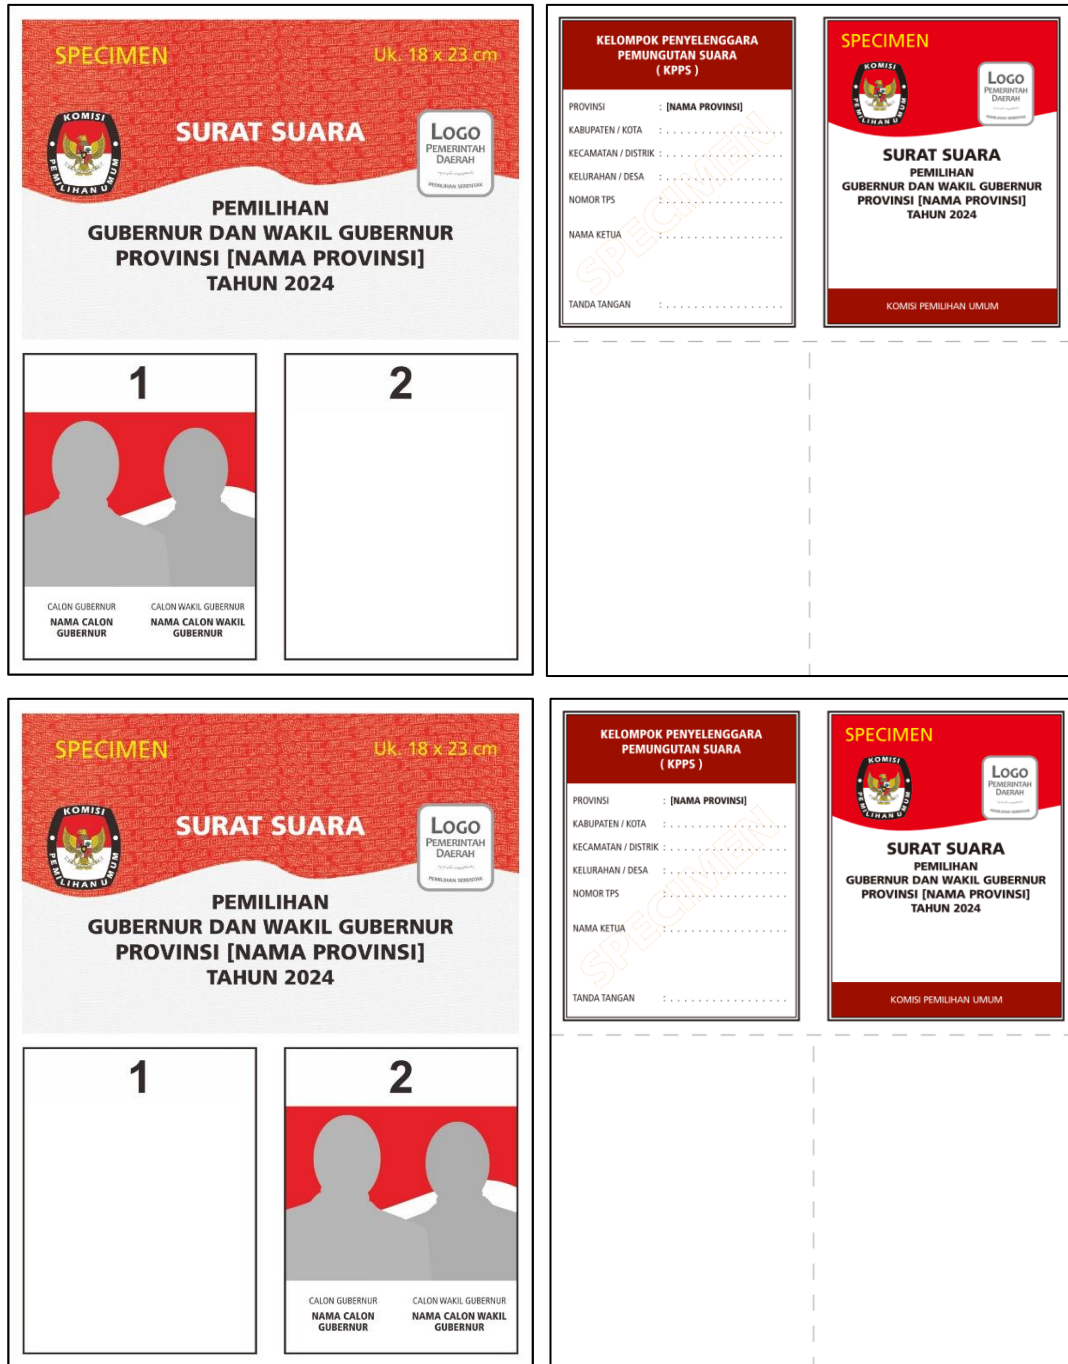 SPECIMEN
Uk. 18 x 23 cm
KOMISI
PEMILIHAN UMUM
SURAT SUARA
LOGO
PEMERINTAH
DAERAH
PEMILIHAN SERENTAK
PEMILIHAN
GUBERNUR DAN WAKIL GUBERNUR
PROVINSI [NAMA PROVINSI]
TAHUN 2024
1
2
CALON GUBERNUR
CALON WAKIL GUBERNUR
NAMA CALON
GUBERNUR
NAMA CALON WAKIL
GUBERNUR
KELOMPOK PENYELENGGARA
PEMUNGUTAN SUARA
( KPPS )
PROVINSI : [NAMA PROVINSI]
KABUPATEN / KOTA : . . . . . . . . . . . . . . . . .
KECAMATAN / DISTRIK : . . . . . . . . . . . . . . . . .
KELURAHAN / DESA : . . . . . . . . . . . . . . . . .
NOMOR TPS : . . . . . . . . . . . . . . . . .
NAMA KETUA : . . . . . . . . . . . . . . . . .
TANDA TANGAN : . . . . . . . . . . . . . . . . .
SPECIMEN
SPECIMEN
KOMISI
PEMILIHAN UMUM
LOGO
PEMERINTAH
DAERAH
SURAT SUARA
PEMILIHAN
GUBERNUR DAN WAKIL GUBERNUR
PROVINSI [NAMA PROVINSI]
TAHUN 2024
KOMISI PEMILIHAN UMUM
SPECIMEN
Uk. 18 x 23 cm
KOMISI
PEMILIHAN UMUM
SURAT SUARA
LOGO
PEMERINTAH
DAERAH
PEMILIHAN SERENTAK
PEMILIHAN
GUBERNUR DAN WAKIL GUBERNUR
PROVINSI [NAMA PROVINSI]
TAHUN 2024
1
2
CALON GUBERNUR
CALON WAKIL GUBERNUR
NAMA CALON
GUBERNUR
NAMA CALON WAKIL
GUBERNUR
KELOMPOK PENYELENGGARA
PEMUNGUTAN SUARA
( KPPS )
PROVINSI : [NAMA PROVINSI]
KABUPATEN / KOTA : . . . . . . . . . . . . . . . . .
KECAMATAN / DISTRIK : . . . . . . . . . . . . . . . . .
KELURAHAN / DESA : . . . . . . . . . . . . . . . . .
NOMOR TPS : . . . . . . . . . . . . . . . . .
NAMA KETUA : . . . . . . . . . . . . . . . . .
TANDA TANGAN : . . . . . . . . . . . . . . . . .
SPECIMEN
SPECIMEN
KOMISI
PEMILIHAN UMUM
LOGO
PEMERINTAH
DAERAH
SURAT SUARA
PEMILIHAN
GUBERNUR DAN WAKIL GUBERNUR
PROVINSI [NAMA PROVINSI]
TAHUN 2024
KOMISI PEMILIHAN UMUM